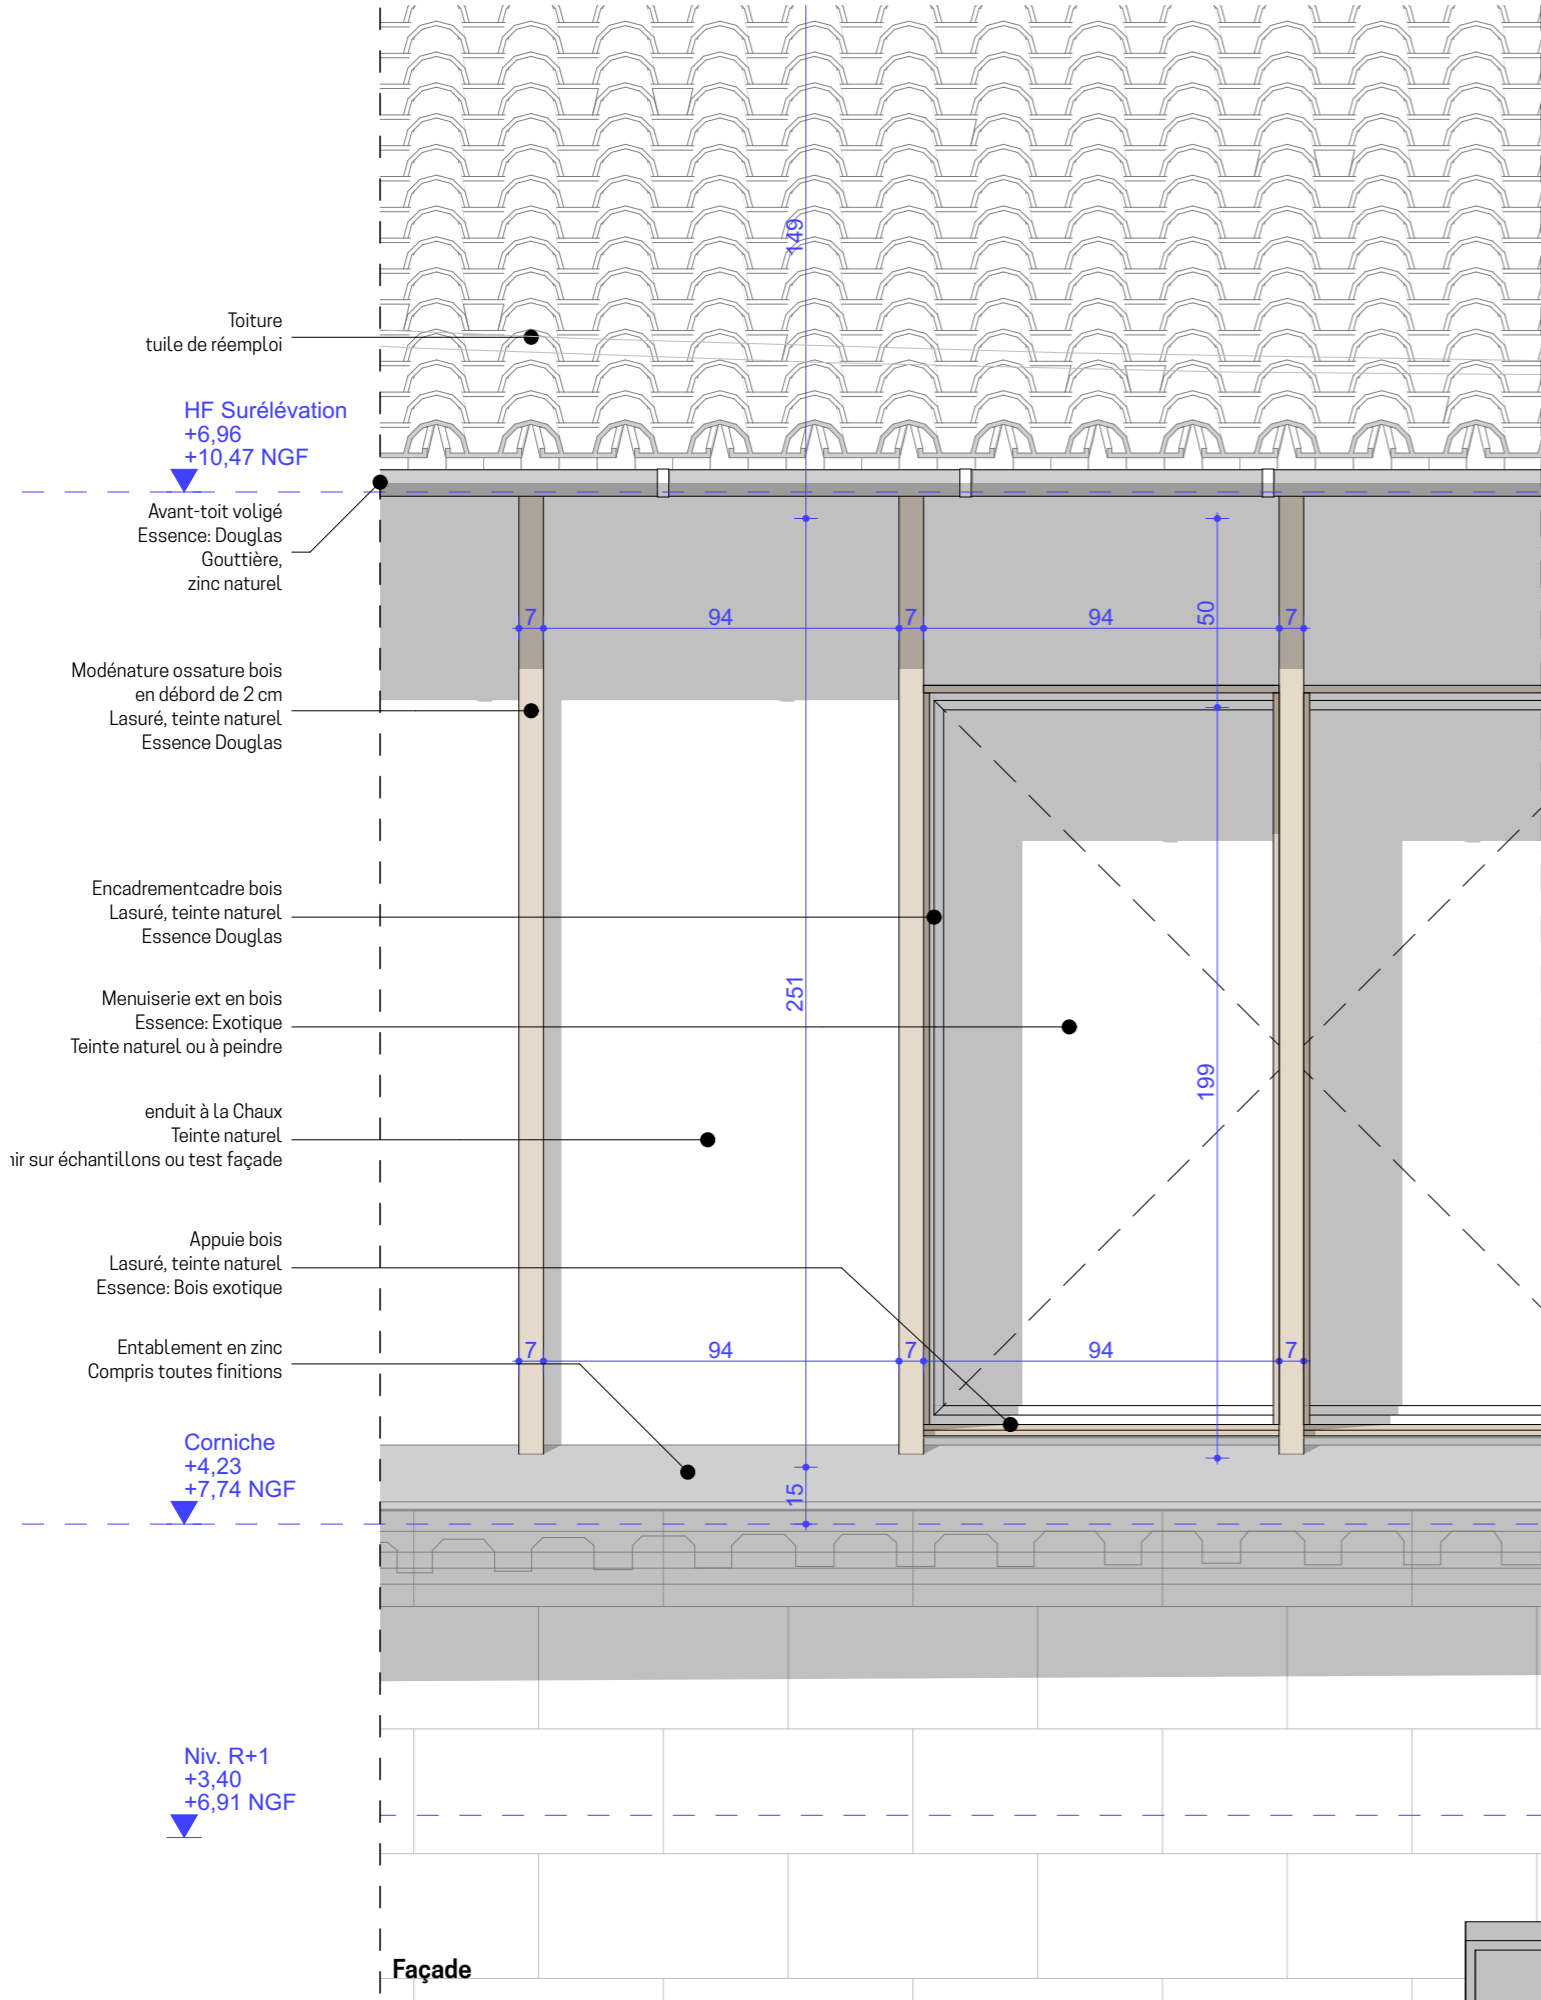 149
Toiture
tuile de réemploi
HF Surélévation
+6,96
+10,47 NGF
Avant-toit voligé
Essence: Douglas
Gouttière,
zinc naturel
7 94 7 94 50 7
Modénature ossature bois
en débord de 2 cm
Lasuré, teinte naturel
Essence Douglas
Encadrementcadre bois
Lasuré, teinte naturel
Essence Douglas
Menuiserie ext en bois
Essence: Exotique
Teinte naturel ou à peindre
251
199
enduit à la Chaux
Teinte naturel
sur échantillons ou test façade
Appuie bois
Lasuré, teinte naturel
Essence: Bois exotique
7 94 7 94 7
Entablement en zinc
Compris toutes finitions
Corniche
+4,23
+7,74 NGF
15
Niv. R+1
+3,40
+6,91 NGF
Façade